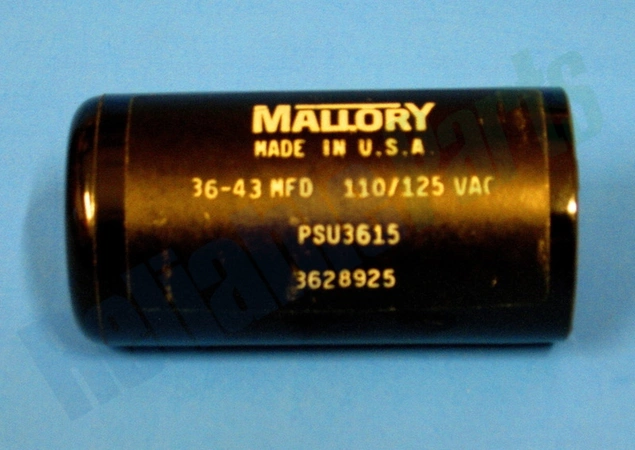 MALLORY
MADE IN U.S.A.
36-43 MFD 110/125 VAC
PSU3615
3628925